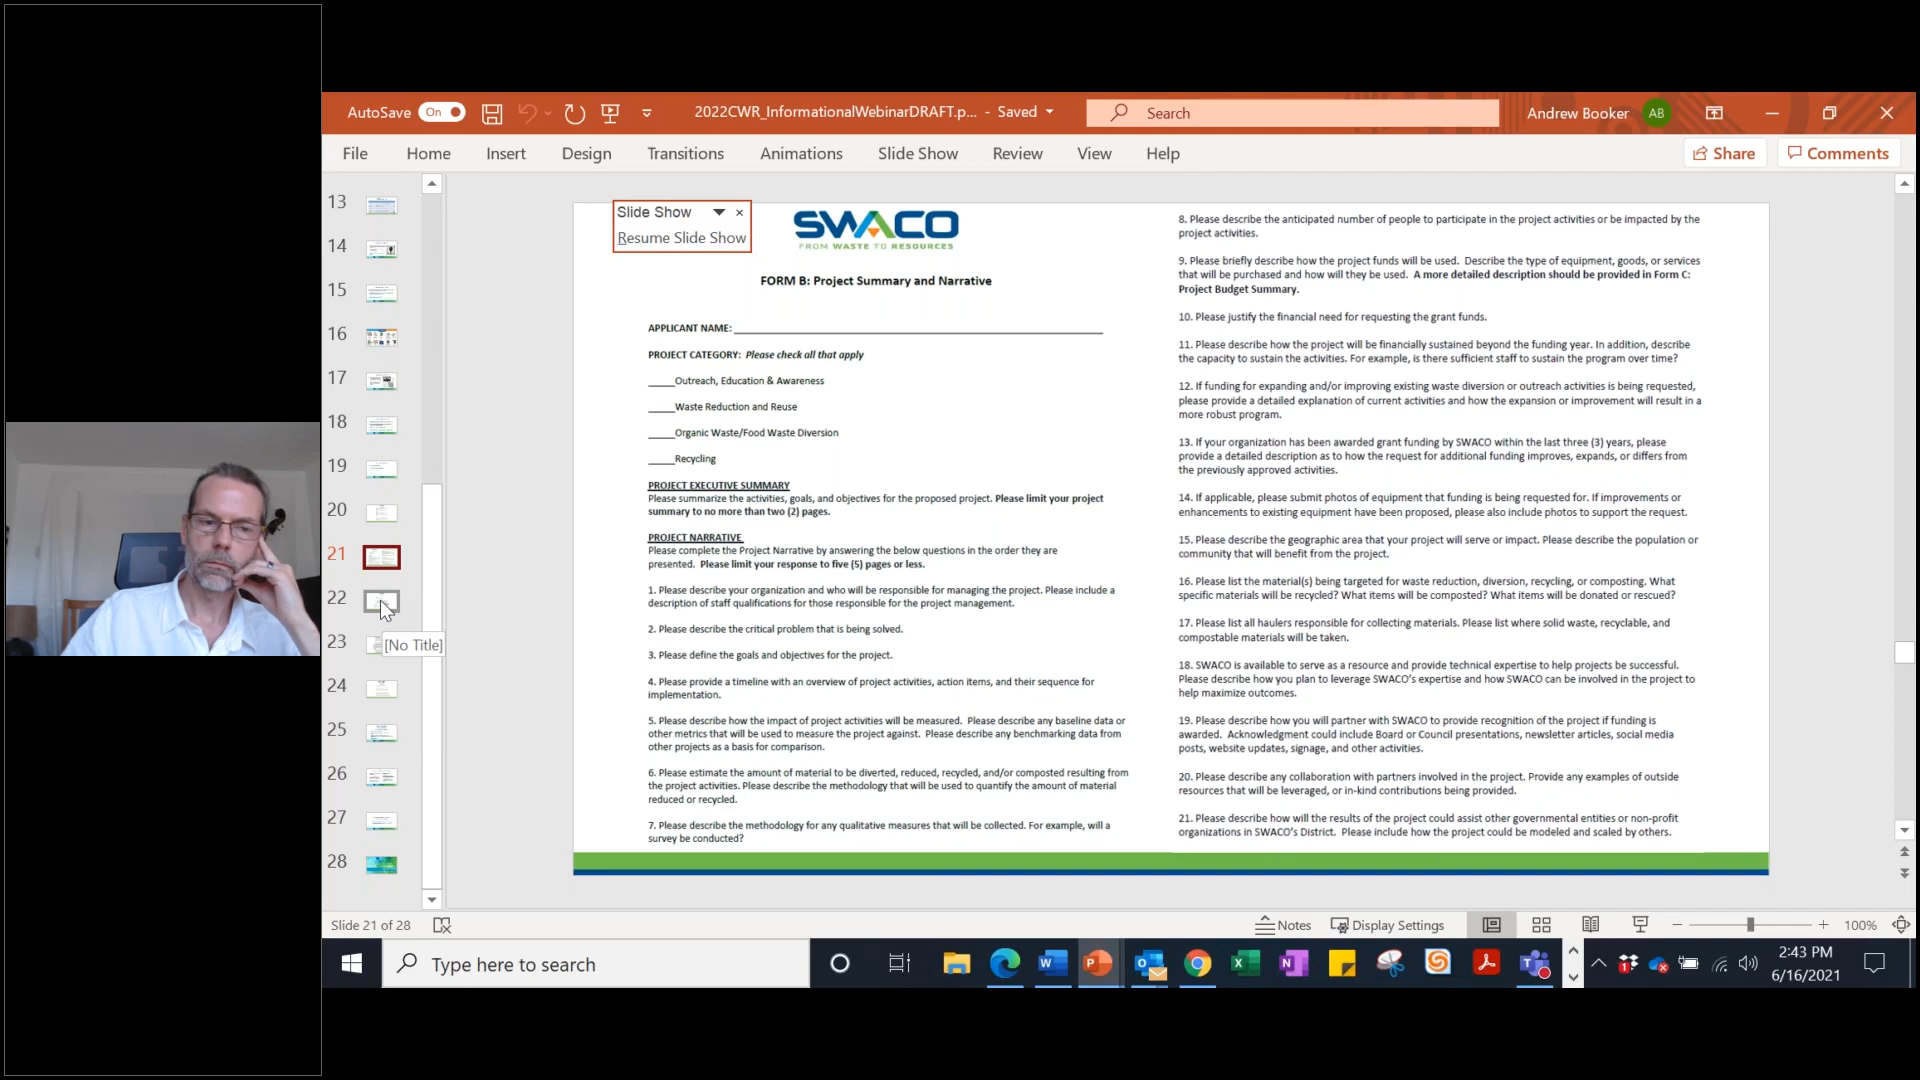 AutoSave On 2022CWR_InformationalWebinarDRAFT.p... - Saved Search Andrew Booker AB
File Home Insert Design Transitions Animations Slide Show Review View Help Share Comments
13
14
15
16
17
18
19
20
21
22
23
[No Title]
24
25
26
27
28
Slide Show
Resume Slide Show
SWACO
FROM WASTE TO RESOURCES
FORM B: Project Summary and Narrative
APPLICANT NAME:
PROJECT CATEGORY: Please check all that apply
_____Outreach, Education & Awareness
_____Waste Reduction and Reuse
_____Organic Waste/Food Waste Diversion
_____Recycling
PROJECT EXECUTIVE SUMMARY
Please summarize the activities, goals, and objectives for the proposed project. Please limit your project
summary to no more than two (2) pages.
PROJECT NARRATIVE
Please complete the Project Narrative by answering the below questions in the order they are
presented. Please limit your response to five (5) pages or less.
1. Please describe your organization and who will be responsible for managing the project. Please include a
description of staff qualifications for those responsible for the project management.
2. Please describe the critical problem that is being solved.
3. Please define the goals and objectives for the project.
4. Please provide a timeline with an overview of project activities, action items, and their sequence for
implementation.
5. Please describe how the impact of project activities will be measured. Please describe any baseline data or
other metrics that will be used to measure the project against. Please describe any benchmarking data from
other projects as a basis for comparison.
6. Please estimate the amount of material to be diverted, reduced, recycled, and/or composted resulting from
the project activities. Please describe the methodology that will be used to quantify the amount of material
reduced or recycled.
7. Please describe the methodology for any qualitative measures that will be collected. For example, will a
survey be conducted?
8. Please describe the anticipated number of people to participate in the project activities or be impacted by the
project activities.
9. Please briefly describe how the project funds will be used. Describe the type of equipment, goods, or services
that will be purchased and how will they be used. A more detailed description should be provided in Form C:
Project Budget Summary.
10. Please justify the financial need for requesting the grant funds.
11. Please describe how the project will be financially sustained beyond the funding year. In addition, describe
the capacity to sustain the activities. For example, is there sufficient staff to sustain the program over time?
12. If funding for expanding and/or improving existing waste diversion or outreach activities is being requested,
please provide a detailed explanation of current activities and how the expansion or improvement will result in a
more robust program.
13. If your organization has been awarded grant funding by SWACO within the last three (3) years, please
provide a detailed description as to how the request for additional funding improves, expands, or differs from
the previously approved activities.
14. If applicable, please submit photos of equipment that funding is being requested for. If improvements or
enhancements to existing equipment have been proposed, please also include photos to support the request.
15. Please describe the geographic area that your project will serve or impact. Please describe the population or
community that will benefit from the project.
16. Please list the material(s) being targeted for waste reduction, diversion, recycling, or composting. What
specific materials will be recycled? What items will be composted? What items will be donated or rescued?
17. Please list all haulers responsible for collecting materials. Please list where solid waste, recyclable, and
compostable materials will be taken.
18. SWACO is available to serve as a resource and provide technical expertise to help projects be successful.
Please describe how you plan to leverage SWACO's expertise and how SWACO can be involved in the project to
help maximize outcomes.
19. Please describe how you will partner with SWACO to provide recognition of the project if funding is
awarded. Acknowledgment could include Board or Council presentations, newsletter articles, social media
posts, website updates, signage, and other activities.
20. Please describe any collaboration with partners involved in the project. Provide any examples of outside
resources that will be leveraged, or in-kind contributions being provided.
21. Please describe how will the results of the project could assist other governmental entities or non-profit
organizations in SWACO's District. Please include how the project could be modeled and scaled by others.
Slide 21 of 28 Notes Display Settings 100%
Type here to search
2:43 PM
6/16/2021